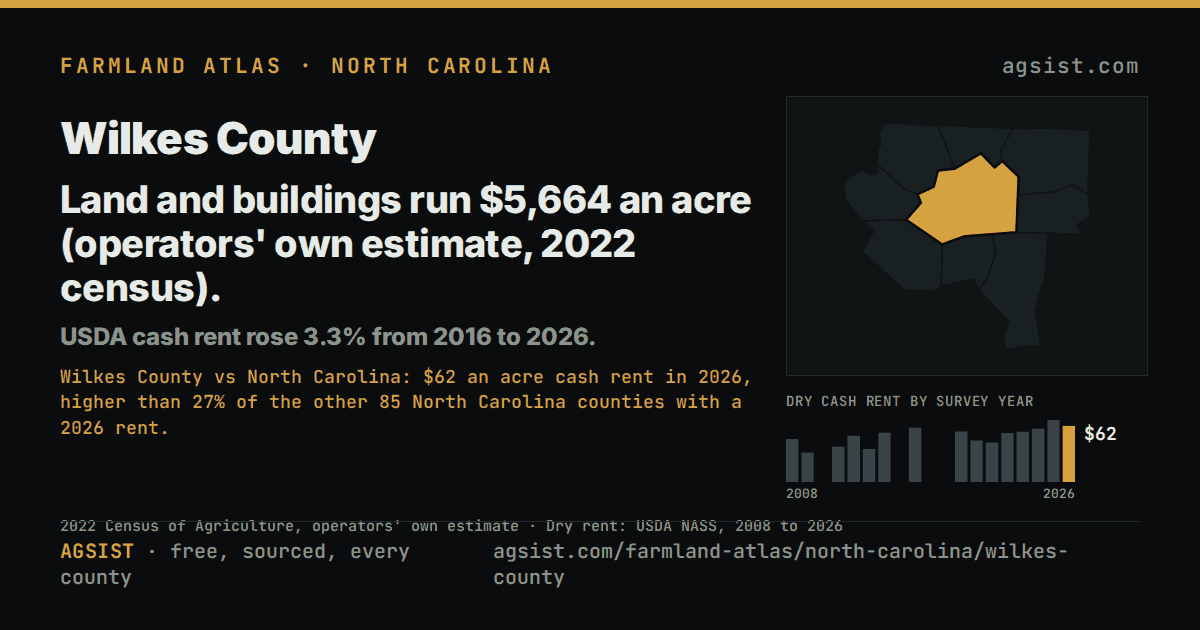 FARMLAND ATLAS · NORTH CAROLINA
agsist.com
Wilkes County
Land and buildings run $5,664 an acre
(operators' own estimate, 2022
census).
USDA cash rent rose 3.3% from 2016 to 2026.
Wilkes County vs North Carolina: $62 an acre cash rent in 2026,
higher than 27% of the other 85 North Carolina counties with a
2026 rent.
DRY CASH RENT BY SURVEY YEAR
$62
2008
2026
2022 Census of Agriculture, operators' own estimate · Dry rent: USDA NASS, 2008 to 2026
AGSIST · free, sourced, every
county
agsist.com/farmland-atlas/north-carolina/wilkes-
county